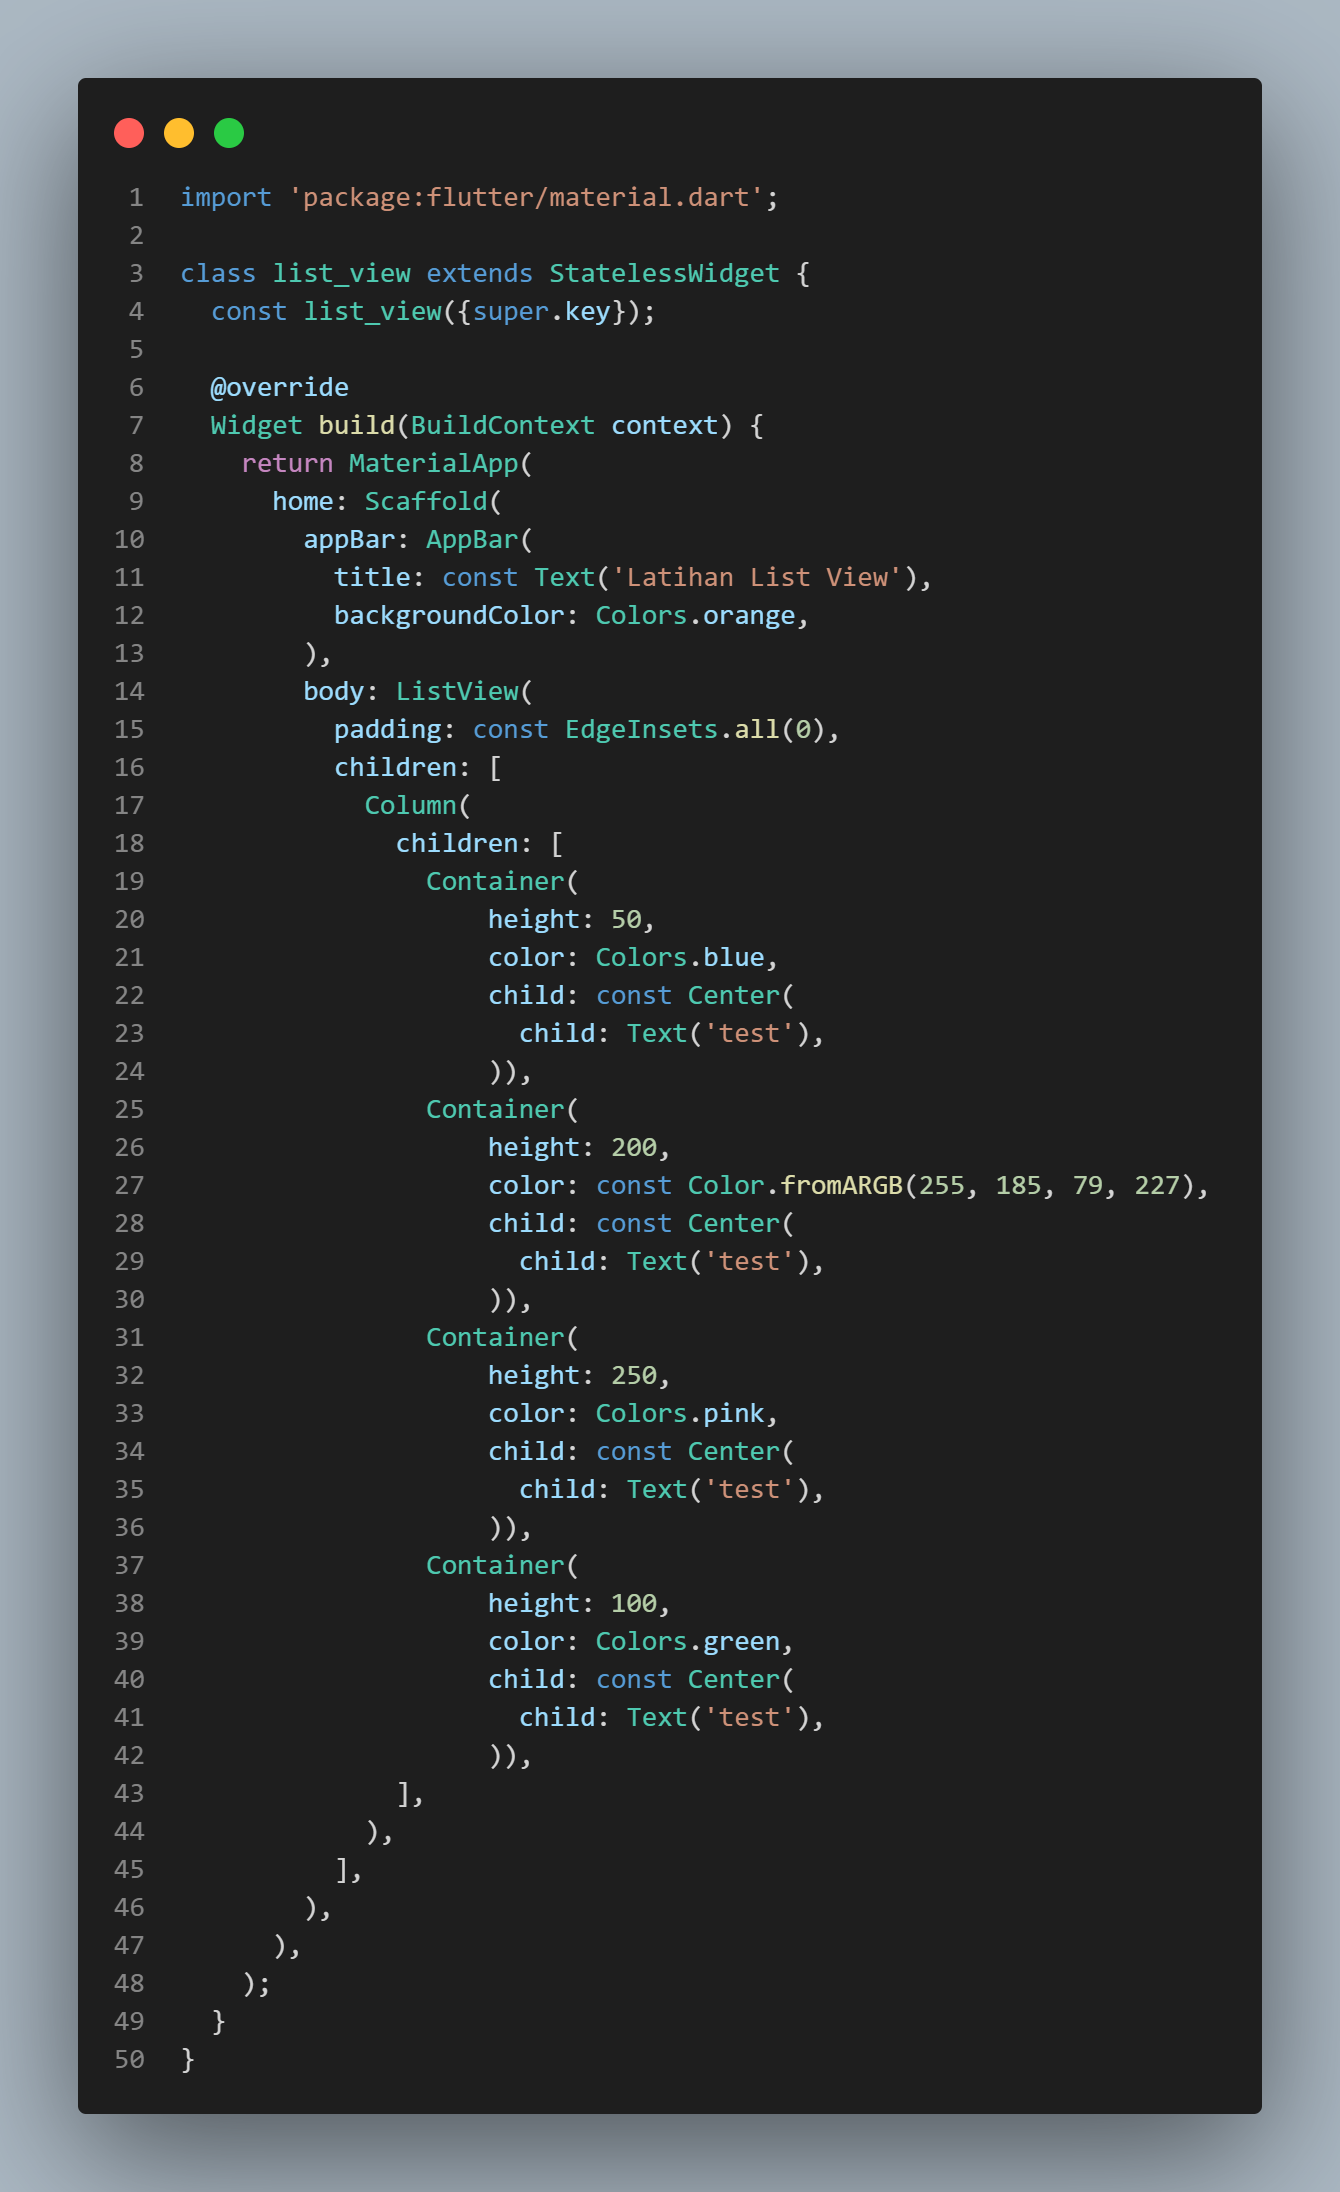 1 import 'package:flutter/material.dart';
2
3 class list_view extends StatelessWidget {
4   const list_view({super.key});
5
6   @override
7   Widget build(BuildContext context) {
8     return MaterialApp(
9       home: Scaffold(
10         appBar: AppBar(
11           title: const Text('Latihan List View'),
12           backgroundColor: Colors.orange,
13         ),
14         body: ListView(
15           padding: const EdgeInsets.all(0),
16           children: [
17             Column(
18               children: [
19                 Container(
20                     height: 50,
21                     color: Colors.blue,
22                     child: const Center(
23                       child: Text('test'),
24                     )),
25                 Container(
26                     height: 200,
27                     color: const Color.fromARGB(255, 185, 79, 227),
28                     child: const Center(
29                       child: Text('test'),
30                     )),
31                 Container(
32                     height: 250,
33                     color: Colors.pink,
34                     child: const Center(
35                       child: Text('test'),
36                     )),
37                 Container(
38                     height: 100,
39                     color: Colors.green,
40                     child: const Center(
41                       child: Text('test'),
42                     )),
43               ],
44             ),
45           ],
46         ),
47       ),
48     );
49   }
50 }